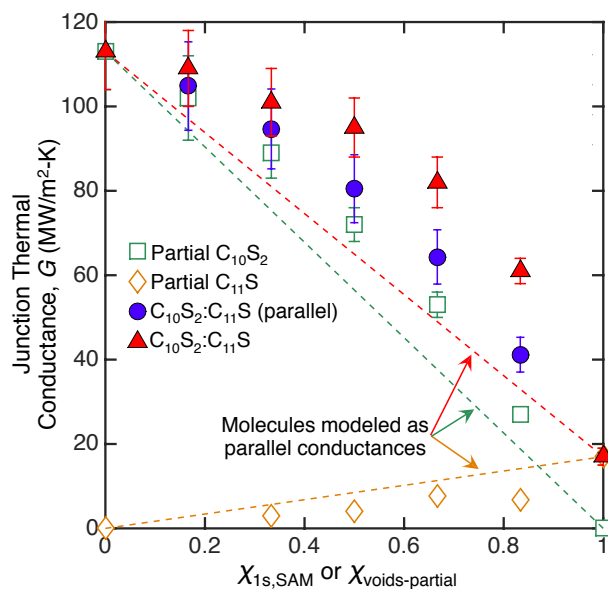 120
100
80
60
40
20
0
Junction Thermal
Conductance, G (MW/m²-K)
Partial C₁₀S₂
Partial C₁₁S
C₁₀S₂:C₁₁S (parallel)
C₁₀S₂:C₁₁S
Molecules modeled as
parallel conductances
0 0.2 0.4 0.6 0.8 1
χ₁ₛ,SAM or χvoids-partial